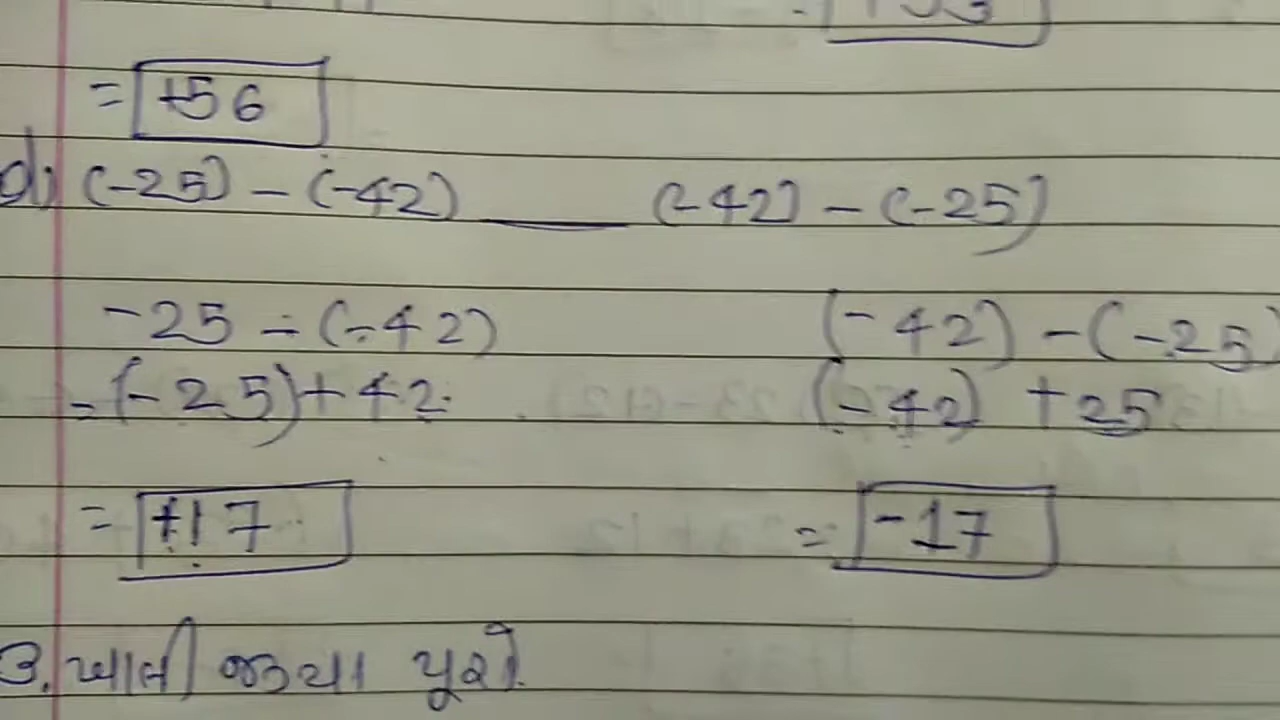 = +56
d) (-25) - (-42) ____ (-42) - (-25)
-25 - (-42) (-42) - (-25)
= (-25) + 42 (-42) + 25
= +17 = -17
3. ખાલી જગ્યા પુરો.